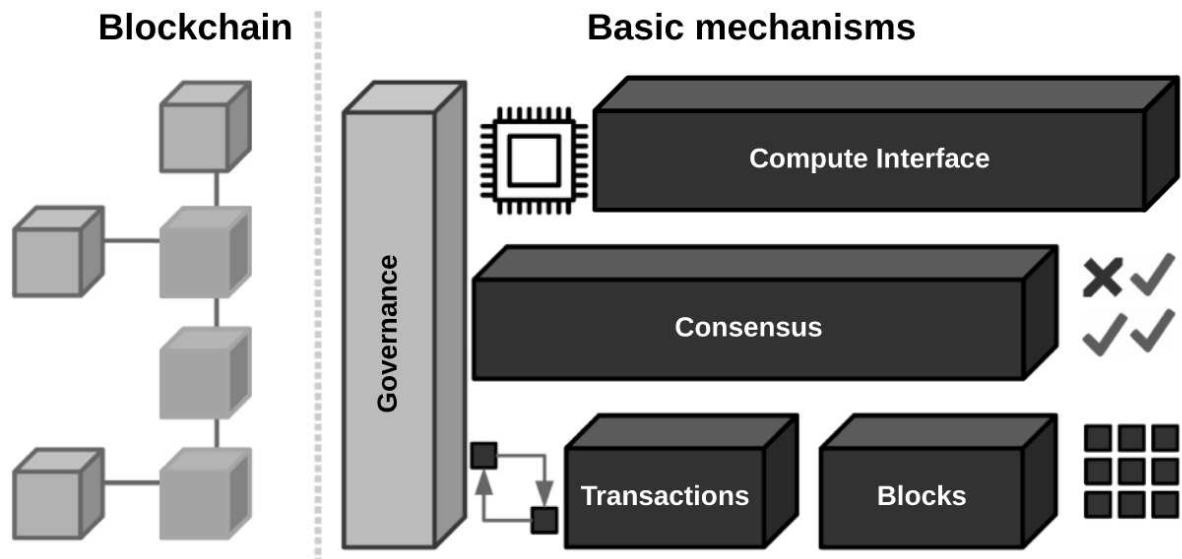 Blockchain
Basic mechanisms
Governance
Compute Interface
Consensus
Transactions
Blocks